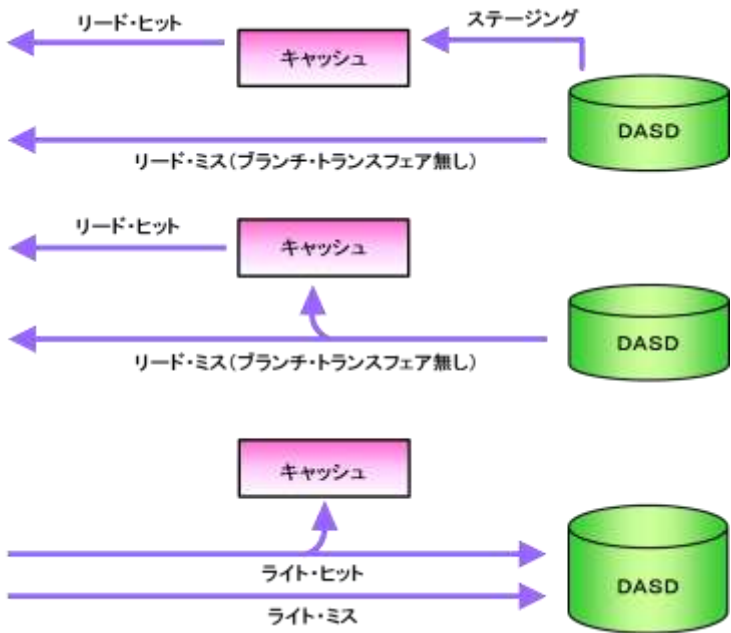 リード・ヒット
ステージング
キャッシュ
DASD
リード・ミス(ブランチ・トランスフェア無し)
リード・ヒット
キャッシュ
DASD
リード・ミス(ブランチ・トランスフェア無し)
キャッシュ
ライト・ヒット
DASD
ライト・ミス